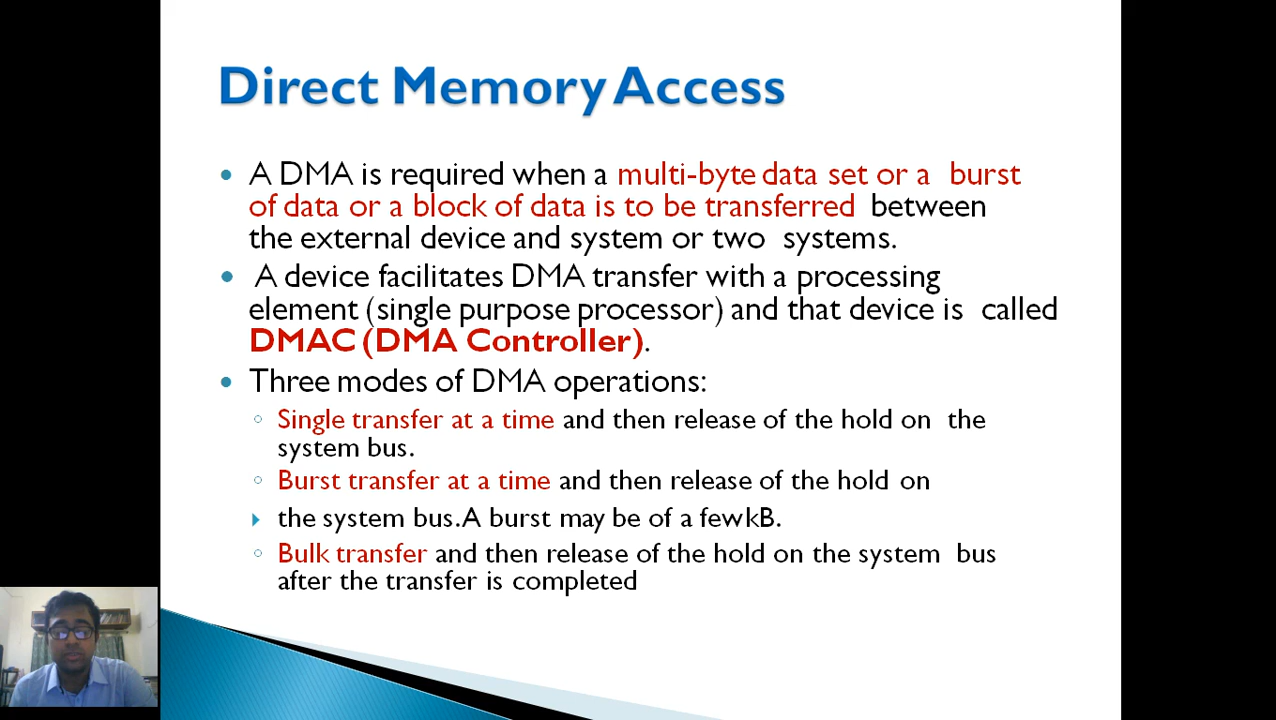 Direct Memory Access
• A DMA is required when a multi-byte data set or a burst
of data or a block of data is to be transferred between
the external device and system or two systems.
• A device facilitates DMA transfer with a processing
element (single purpose processor) and that device is called
DMAC (DMA Controller).
• Three modes of DMA operations:
◦ Single transfer at a time and then release of the hold on the
system bus.
◦ Burst transfer at a time and then release of the hold on
the system bus. A burst may be of a few kB.
◦ Bulk transfer and then release of the hold on the system bus
after the transfer is completed